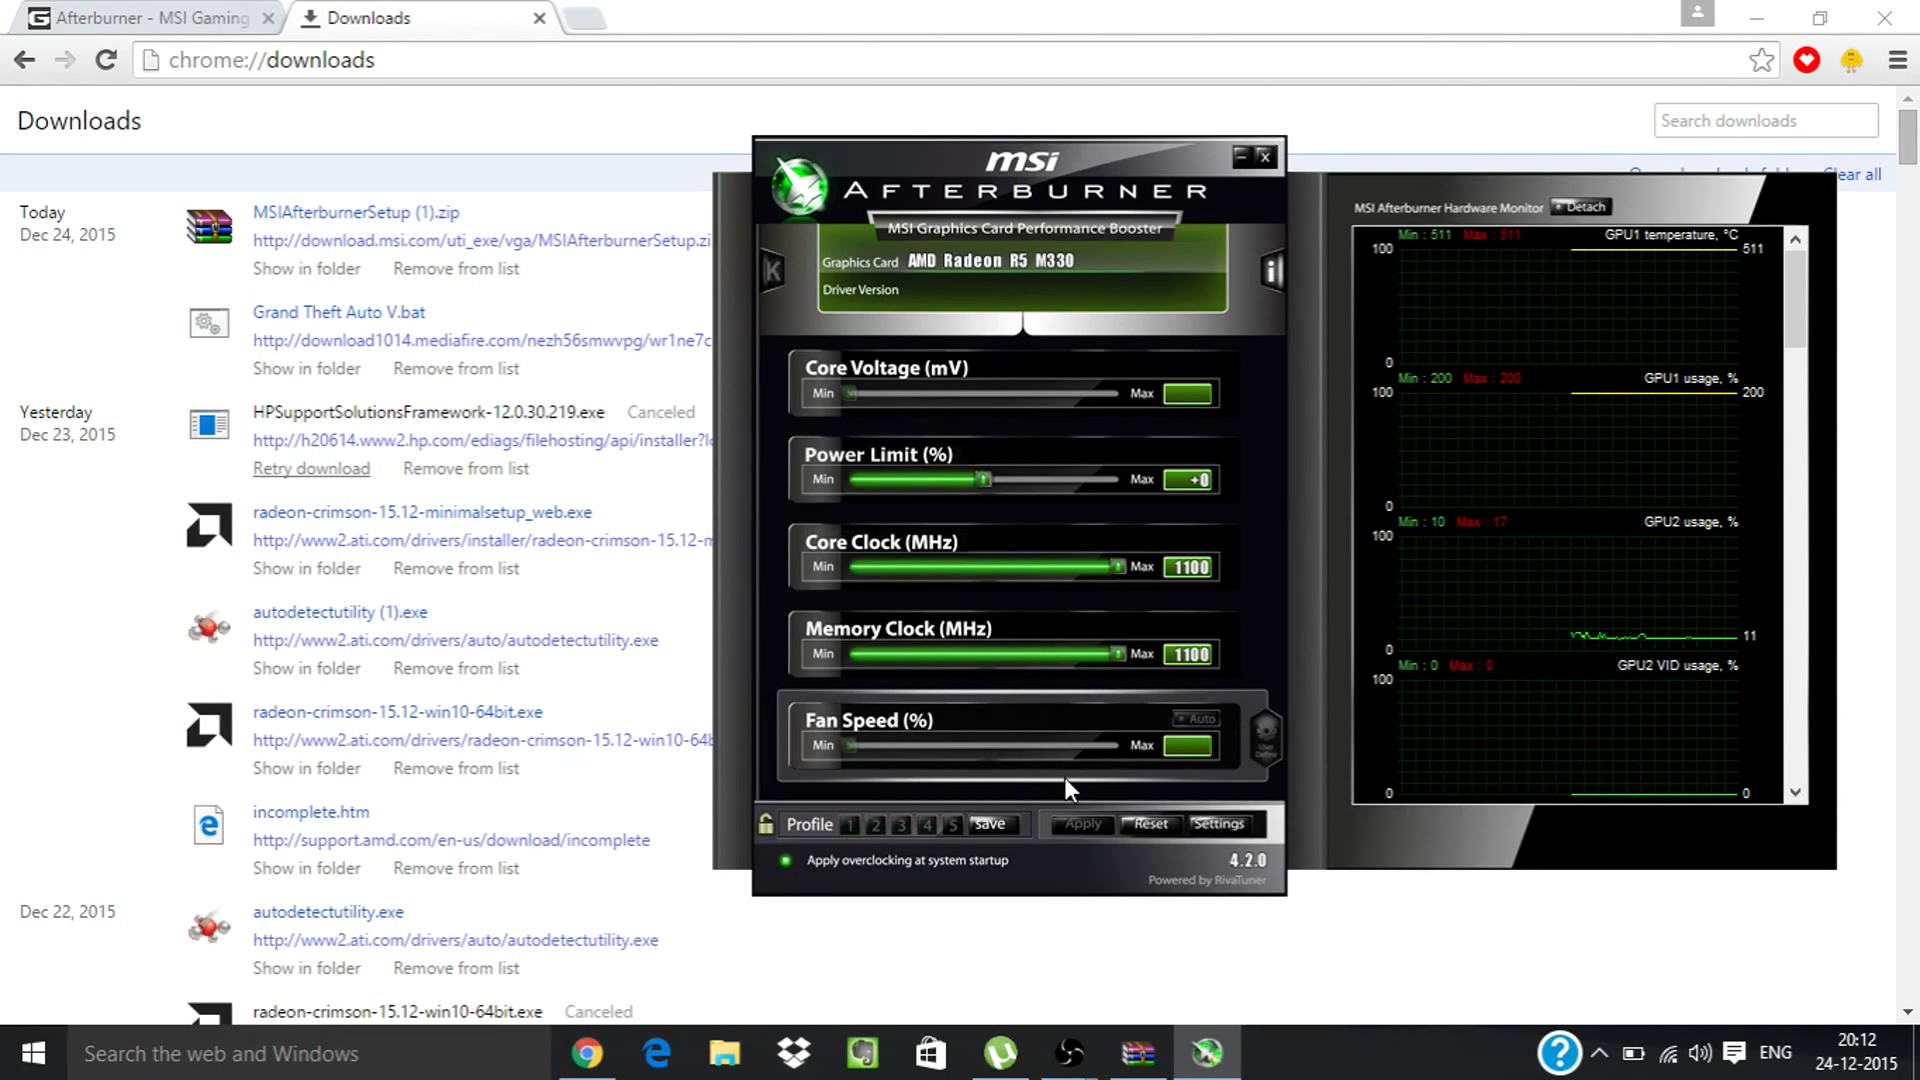 Afterburner - MSI Gaming
Downloads
chrome://downloads
Downloads
Search downloads
Clear all
Today
Dec 24, 2015
MSIAfterburnerSetup (1).zip
http://download.msi.com/uti_exe/vga/MSIAfterburnerSetup.zi
Show in folder Remove from list
Grand Theft Auto V.bat
http://download1014.mediafire.com/nezh56smwvpg/wr1ne7c
Show in folder Remove from list
Yesterday
Dec 23, 2015
HPSupportSolutionsFramework-12.0.30.219.exe Canceled
http://h20614.www2.hp.com/ediags/filehosting/api/installer?l
Retry download Remove from list
radeon-crimson-15.12-minimalsetup_web.exe
http://www2.ati.com/drivers/installer/radeon-crimson-15.12-m
Show in folder Remove from list
autodetectutility (1).exe
http://www2.ati.com/drivers/auto/autodetectutility.exe
Show in folder Remove from list
radeon-crimson-15.12-win10-64bit.exe
http://www2.ati.com/drivers/radeon-crimson-15.12-win10-64b
Show in folder Remove from list
incomplete.htm
http://support.amd.com/en-us/download/incomplete
Show in folder Remove from list
Dec 22, 2015
autodetectutility.exe
http://www2.ati.com/drivers/auto/autodetectutility.exe
Show in folder Remove from list
radeon-crimson-15.12-win10-64bit.exe Canceled
msi
AFTERBURNER
MSI Graphics Card Performance Booster
K
i
Graphics Card AMD Radeon R5 M330
Driver Version
Core Voltage (mV)
Min Max
Power Limit (%)
Min Max +0
Core Clock (MHz)
Min Max 1100
Memory Clock (MHz)
Min Max 1100
Fan Speed (%) Auto
Min Max
User Define
Profile 1 2 3 4 5 Save Apply Reset Settings
Apply overclocking at system startup 4.2.0
Powered by RivaTuner
MSI Afterburner Hardware Monitor Detach
Min : 511 Max : 511 GPU1 temperature, °C
100 511
0
Min : 200 Max : 200 GPU1 usage, %
100 200
0
Min : 10 Max : 17 GPU2 usage, %
100
11
0
Min : 0 Max : 0 GPU2 VID usage, %
100
0 0
Search the web and Windows
ENG
20:12
24-12-2015